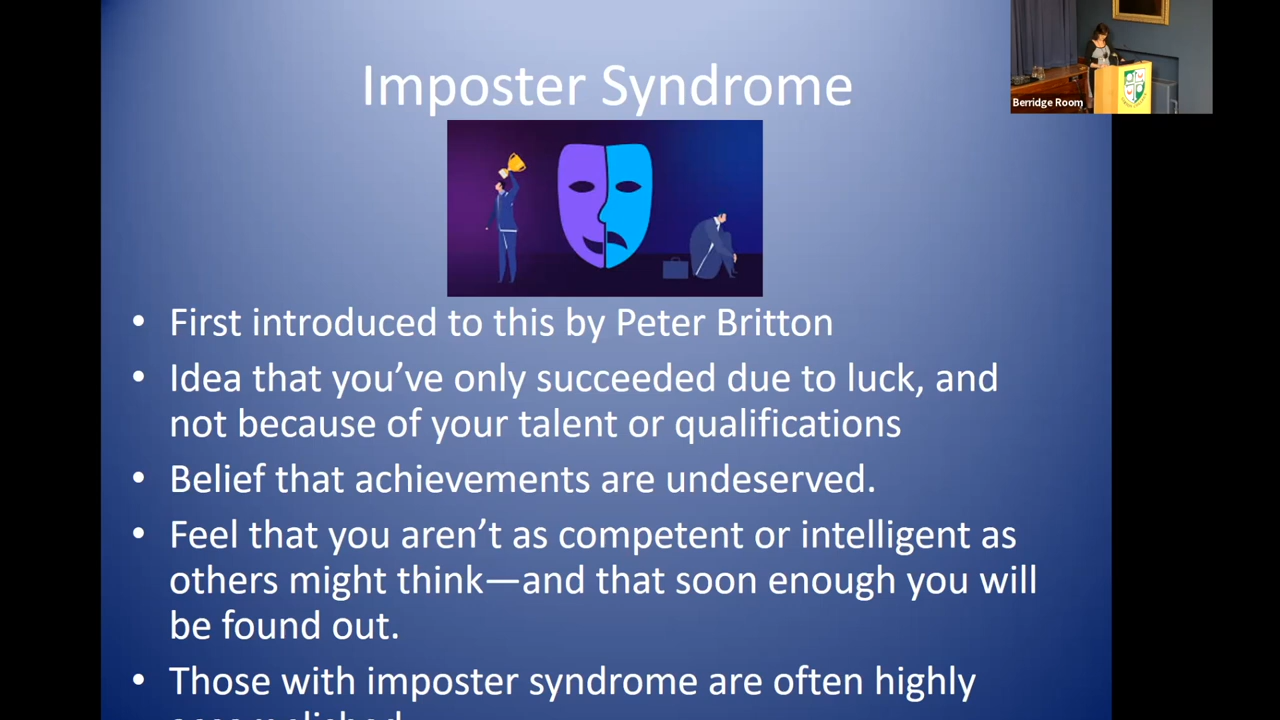 Imposter Syndrome
Berridge Room
• First introduced to this by Peter Britton
• Idea that you’ve only succeeded due to luck, and
not because of your talent or qualifications
• Belief that achievements are undeserved.
• Feel that you aren’t as competent or intelligent as
others might think—and that soon enough you will
be found out.
• Those with imposter syndrome are often highly